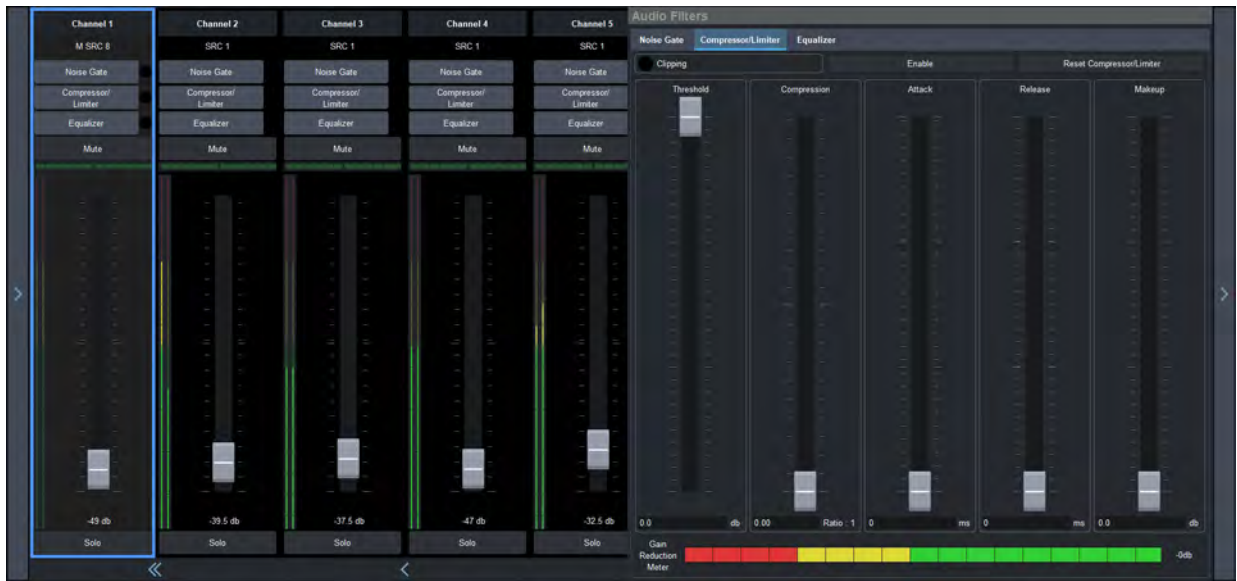 Channel 1
Channel 2
Channel 3
Channel 4
Channel 5
M SRC 8
SRC 1
SRC 1
SRC 1
SRC 1
Noise Gate
Noise Gate
Noise Gate
Noise Gate
Noise Gate
Compressor/
Limiter
Compressor/
Limiter
Compressor/
Limiter
Compressor/
Limiter
Compressor/
Limiter
Equalizer
Equalizer
Equalizer
Equalizer
Equalizer
Mute
Mute
Mute
Mute
Mute
-49 db
-39.5 db
-37.5 db
-47 db
-32.5 db
Solo
Solo
Solo
Solo
Solo
Audio Filters
Noise Gate Compressor/Limiter Equalizer
Clipping Enable Reset Compressor/Limiter
Threshold Compression Attack Release Makeup
0.0 db 0.00 Ratio : 1 0 ms 0 ms 0.0 db
Gain
Reduction
Meter
-0db